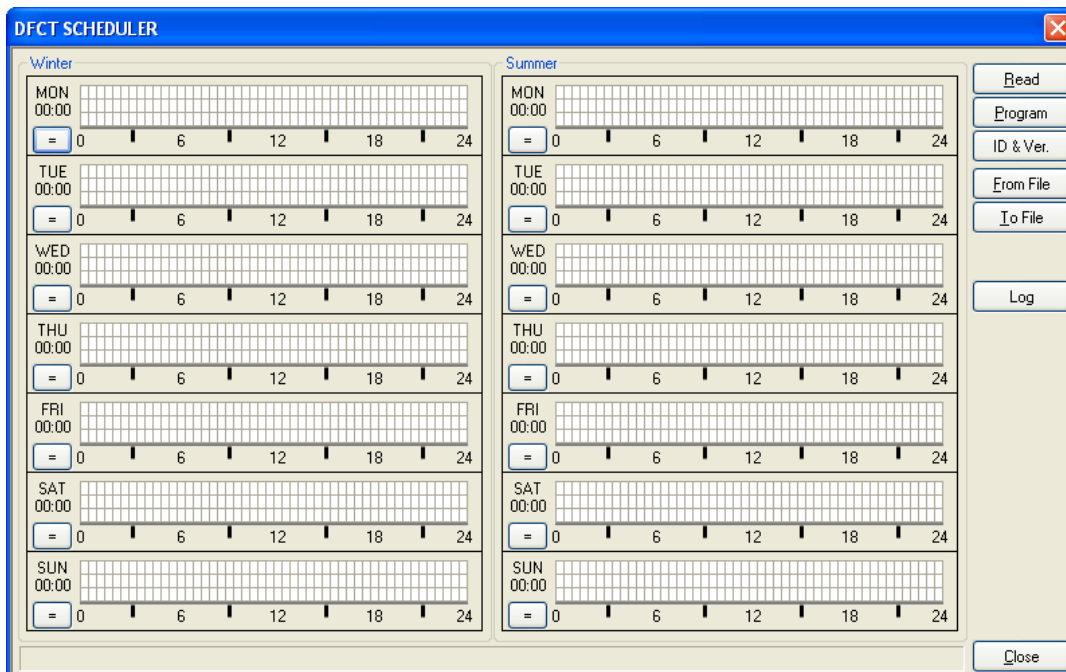 DFCT SCHEDULER
Winter
MON
00:00
= 0 6 12 18 24
TUE
00:00
= 0 6 12 18 24
WED
00:00
= 0 6 12 18 24
THU
00:00
= 0 6 12 18 24
FRI
00:00
= 0 6 12 18 24
SAT
00:00
= 0 6 12 18 24
SUN
00:00
= 0 6 12 18 24
Summer
MON
00:00
= 0 6 12 18 24
TUE
00:00
= 0 6 12 18 24
WED
00:00
= 0 6 12 18 24
THU
00:00
= 0 6 12 18 24
FRI
00:00
= 0 6 12 18 24
SAT
00:00
= 0 6 12 18 24
SUN
00:00
= 0 6 12 18 24
Read
Program
ID & Ver.
From File
To File
Log
Close